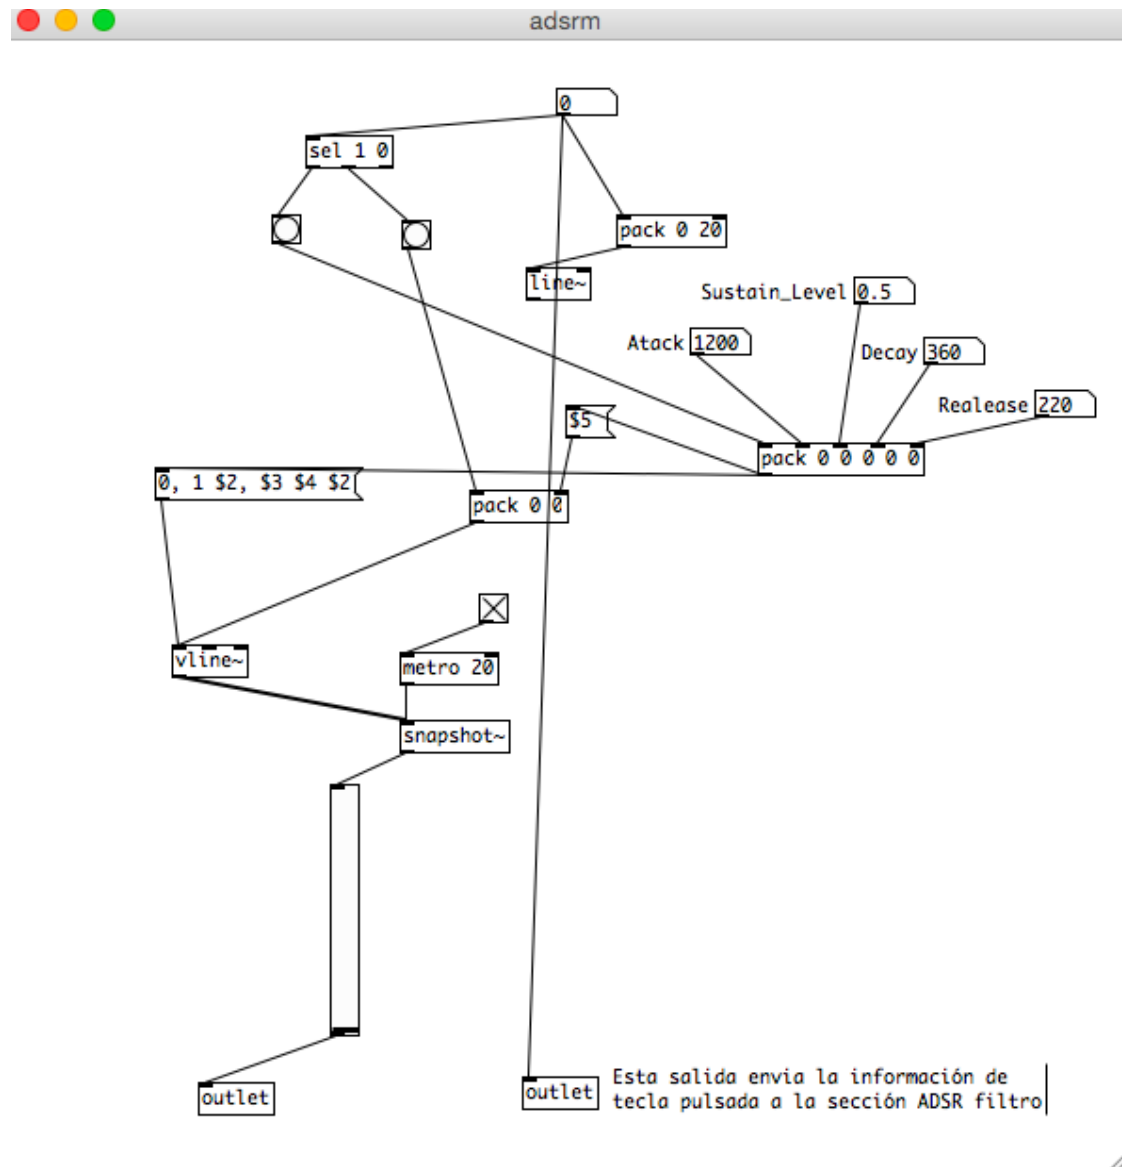 adsrm
0
sel 1 0
pack 0 20
line~
Sustain_Level 0.5
Atack 1200
Decay 360
Realease 220
$5
pack 0 0 0 0 0
0, 1 $2, $3 $4 $2
pack 0 0
vline~
metro 20
snapshot~
outlet
outlet
Esta salida envia la información de
tecla pulsada a la sección ADSR filtro